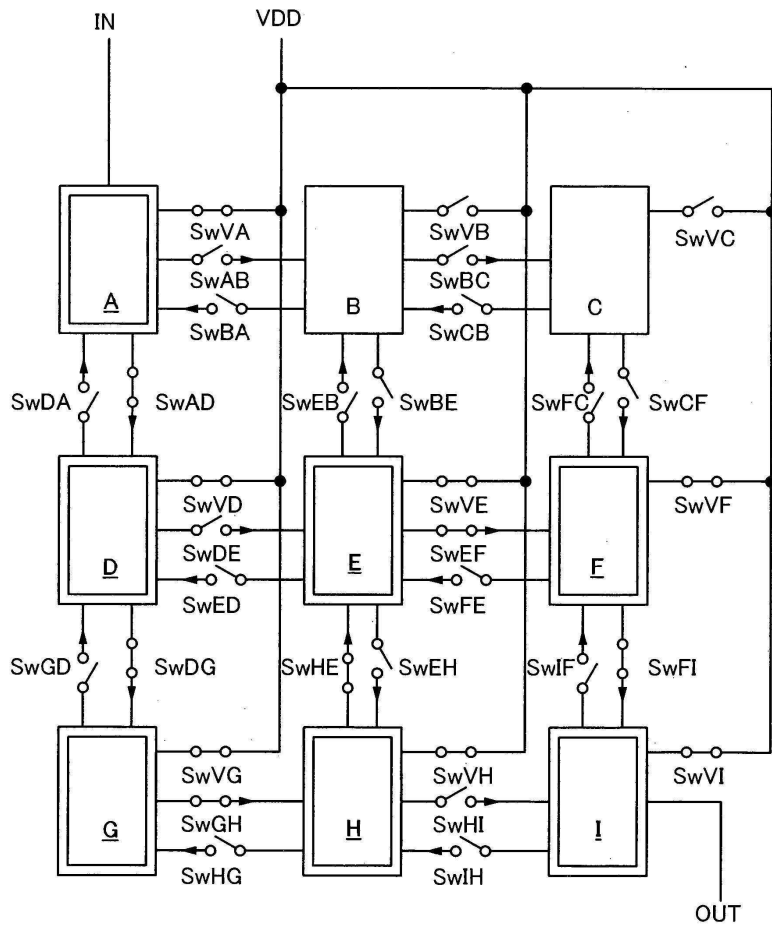 IN VDD
SwVA SwVB SwVC
SwAB SwBC
A B C
SwBA SwCB
SwDA SwAD SwEB SwBE SwFC SwCF
SwVD SwVE SwVF
SwDE SwEF
D E F
SwED SwFE
SwGD SwDG SwHE SwEH SwIF SwFI
SwVG SwVH SwVI
SwGH SwHI
G H I
SwHG SwIH
OUT